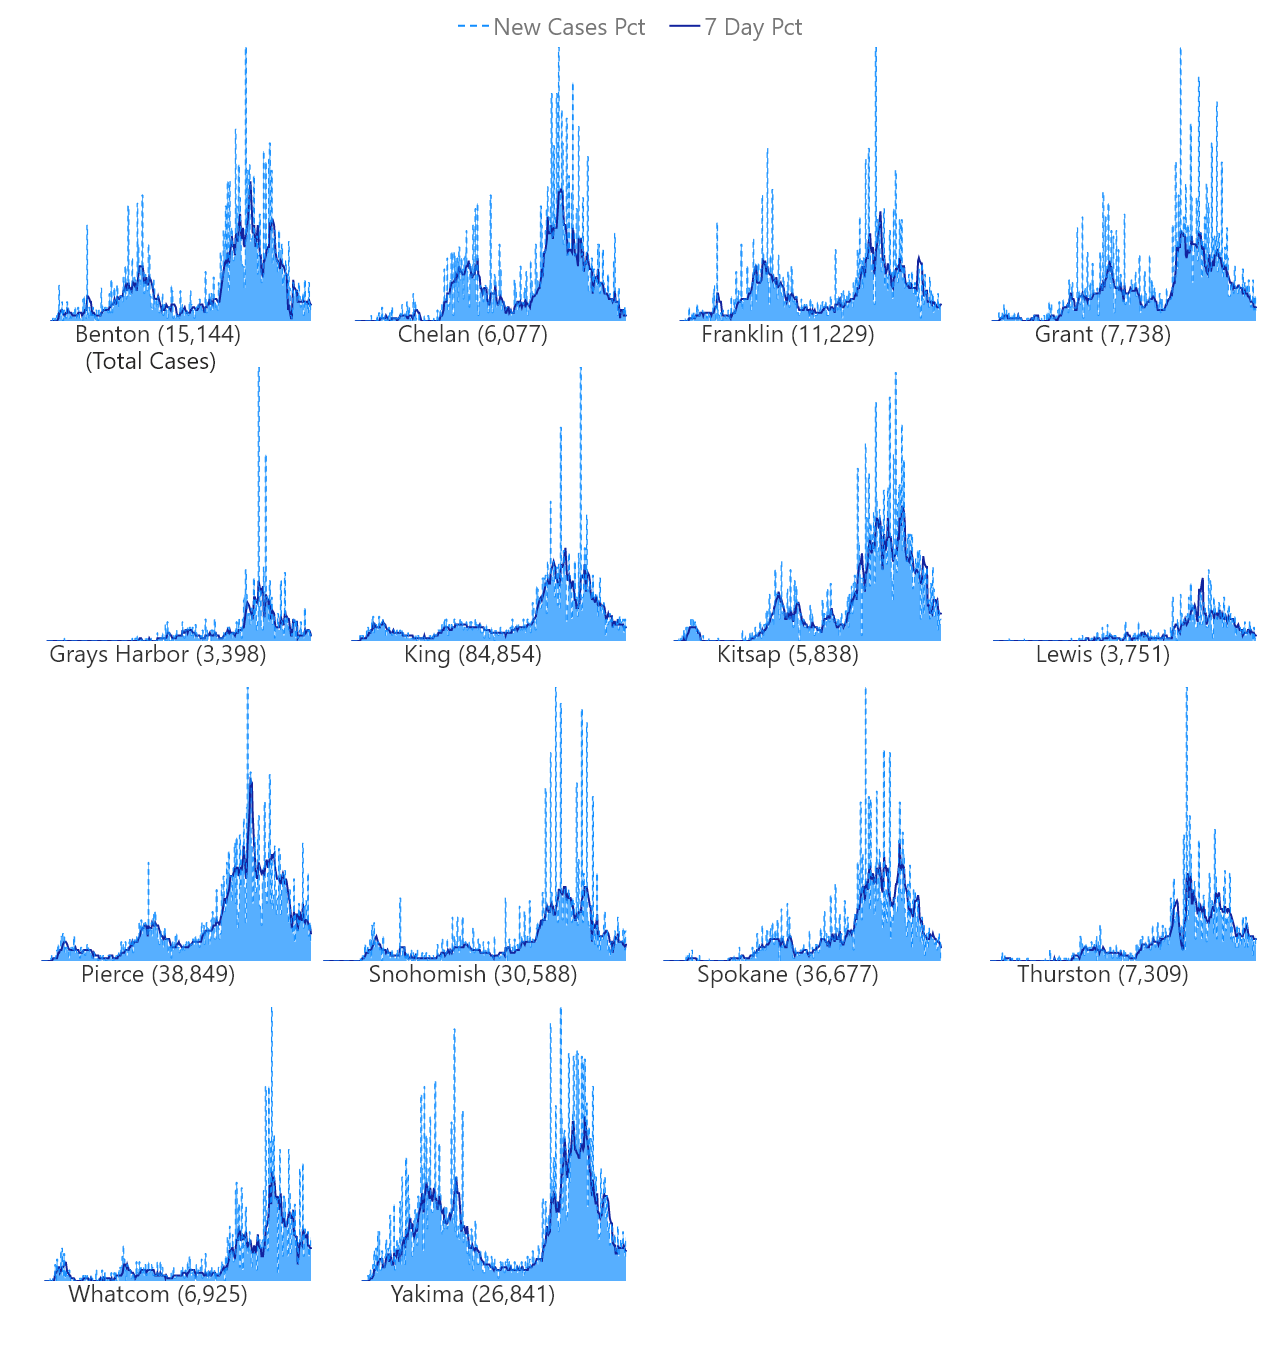 New Cases Pct 7 Day Pct
Benton (15,144)
(Total Cases)
Chelan (6,077)
Franklin (11,229)
Grant (7,738)
Grays Harbor (3,398)
King (84,854)
Kitsap (5,838)
Lewis (3,751)
Pierce (38,849)
Snohomish (30,588)
Spokane (36,677)
Thurston (7,309)
Whatcom (6,925)
Yakima (26,841)